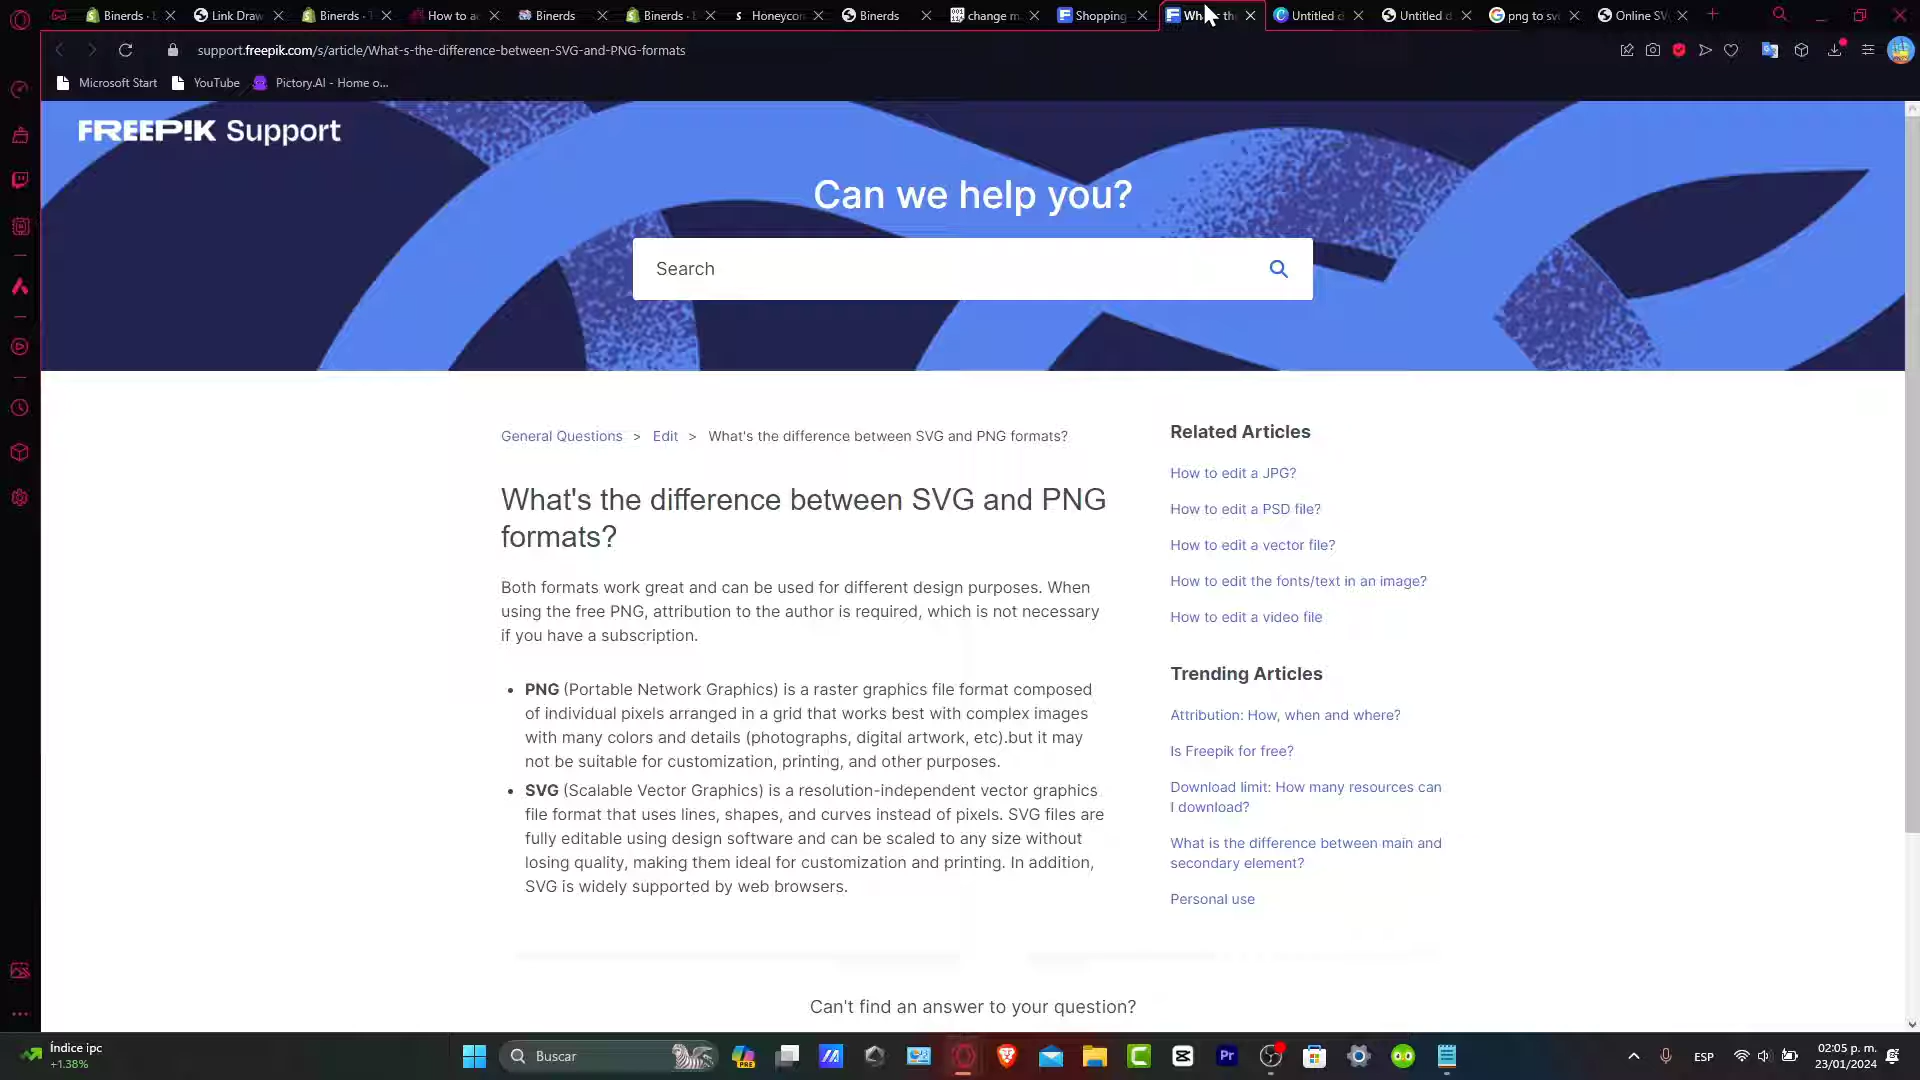 Binerds · L
Link Draw
Binerds · T
How to a
Binerds
Binerds · L
Honeycor
Binerds
change m
Shopping
What's the
Untitled d
Untitled d
png to sv
Online SV
support.freepik.com/s/article/What-s-the-difference-between-SVG-and-PNG-formats
Microsoft Start
YouTube
Pictory.AI - Home o...
FREEP!K Support
Can we help you?
Search
General Questions > Edit > What's the difference between SVG and PNG formats?
What's the difference between SVG and PNG
formats?
Both formats work great and can be used for different design purposes. When
using the free PNG, attribution to the author is required, which is not necessary
if you have a subscription.
• PNG (Portable Network Graphics) is a raster graphics file format composed
of individual pixels arranged in a grid that works best with complex images
with many colors and details (photographs, digital artwork, etc).but it may
not be suitable for customization, printing, and other purposes.
• SVG (Scalable Vector Graphics) is a resolution-independent vector graphics
file format that uses lines, shapes, and curves instead of pixels. SVG files are
fully editable using design software and can be scaled to any size without
losing quality, making them ideal for customization and printing. In addition,
SVG is widely supported by web browsers.
Related Articles
How to edit a JPG?
How to edit a PSD file?
How to edit a vector file?
How to edit the fonts/text in an image?
How to edit a video file
Trending Articles
Attribution: How, when and where?
Is Freepik for free?
Download limit: How many resources can
I download?
What is the difference between main and
secondary element?
Personal use
Can't find an answer to your question?
Índice ipc
+1.38%
Buscar
PRE
Pr
ESP
02:05 p. m.
23/01/2024